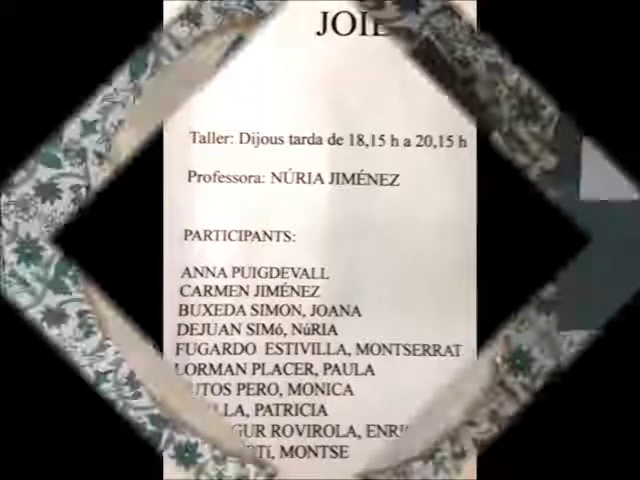 Taller: Dijous tarda de 18,15 h a 20,15 h
Professora: NÚRIA JIMÉNEZ
PARTICIPANTS:
ANNA PUIGDEVALL
CARMEN JIMÉNEZ
BUXEDA SIMON, JOANA
DEJUAN SIMó, NúRIA
FUGARDO ESTIVILLA, MONTSERRAT
LORMAN PLACER, PAULA
PERO, MONICA
PATRICIA
ROVIROLA,
MONTSE